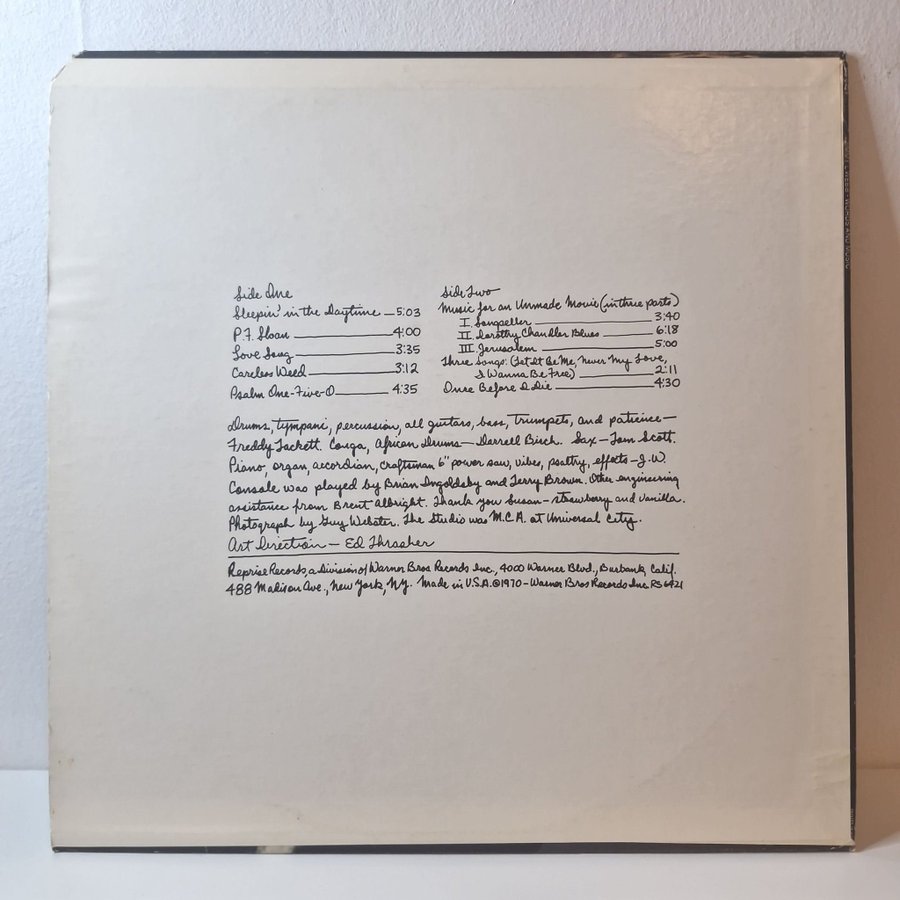 Side One
Sleepin' in the Daytime 5:03
P.F. Sloan 4:00
Love Song 3:35
Careless Weed 3:12
Psalm One-Five-O 4:35
Side Two
Music for an Unmade Movie (in three parts)
I. Songseller 3:40
II. Dorothy Chandler Blues 6:18
III. Jerusalem 5:00
Three Songs: (Let It Be Me, Never My Love,
I Wanna Be Free) 2:11
Once Before I Die 4:30
Drums, tympani, percussion, all guitars, bass, trumpets, and patience—
Freddy Tackett. Conga, African Drums—Darrell Birch. Sax—Tom Scott.
Piano, organ, accordian, craftsman 6" power saw, vibes, psaltry, effects—J.W.
Console was played by Brian Ingoldsby and Terry Brown. Other engineering
assistance from Brent Albright. Thank you Susan—strawberry and vanilla.
Photograph by Guy Webster. The Studio was M.C.A. at Universal City.
Art Direction — Ed Thrasher
Reprise Records, a Division of Warner Bros Records Inc., 4000 Warner Blvd., Burbank, Calif.
488 Madison Ave., New York, N.Y. Made in U.S.A. ©1970-Warner Bros Records Inc. RS 6421
WEBB · WORDS AND MUSIC